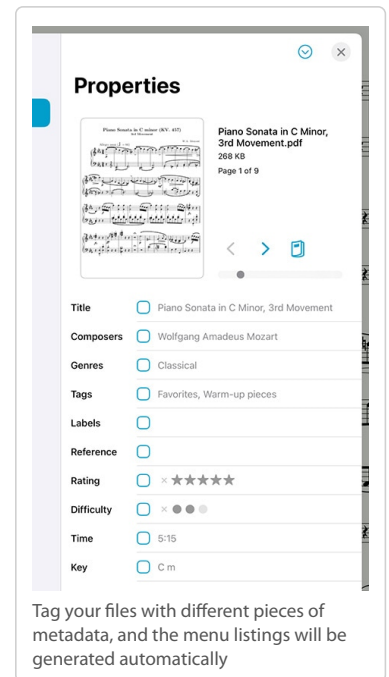 Properties
Piano Sonata in C minor (KV. 457)
3rd Movement
Piano Sonata in C Minor,
3rd Movement.pdf
268 KB
Page 1 of 9
Title Piano Sonata in C Minor, 3rd Movement
Composers Wolfgang Amadeus Mozart
Genres Classical
Tags Favorites, Warm-up pieces
Labels
Reference
Rating × ★★★★★
Difficulty ×
Time 5:15
Key C m
Tag your files with different pieces of
metadata, and the menu listings will be
generated automatically